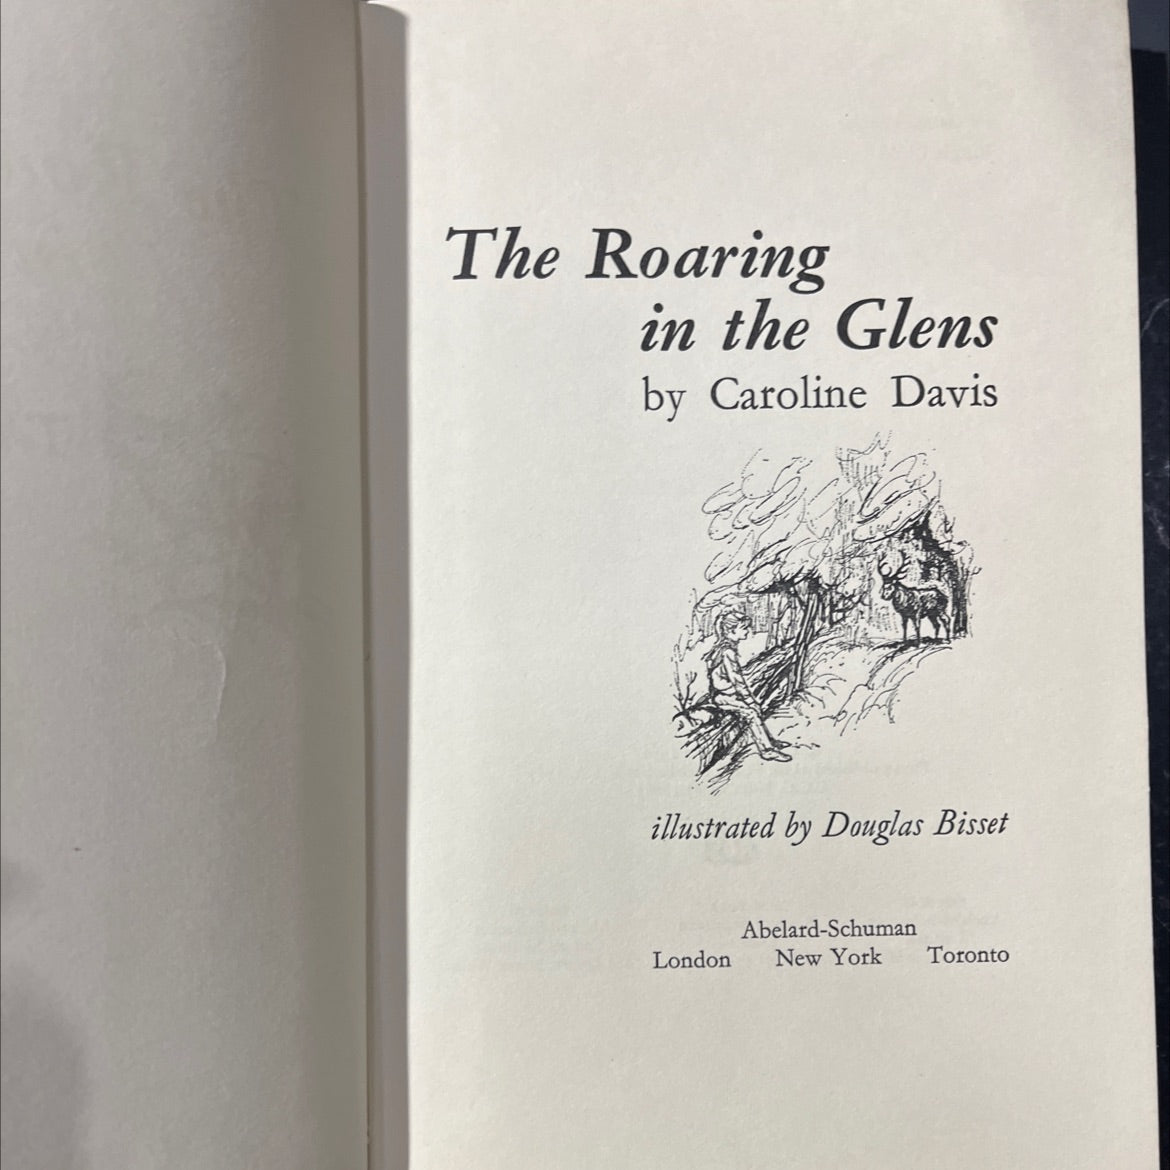 The Roaring
in the Glens
by Caroline Davis
illustrated by Douglas Bisset
Abelard-Schuman
London New York Toronto